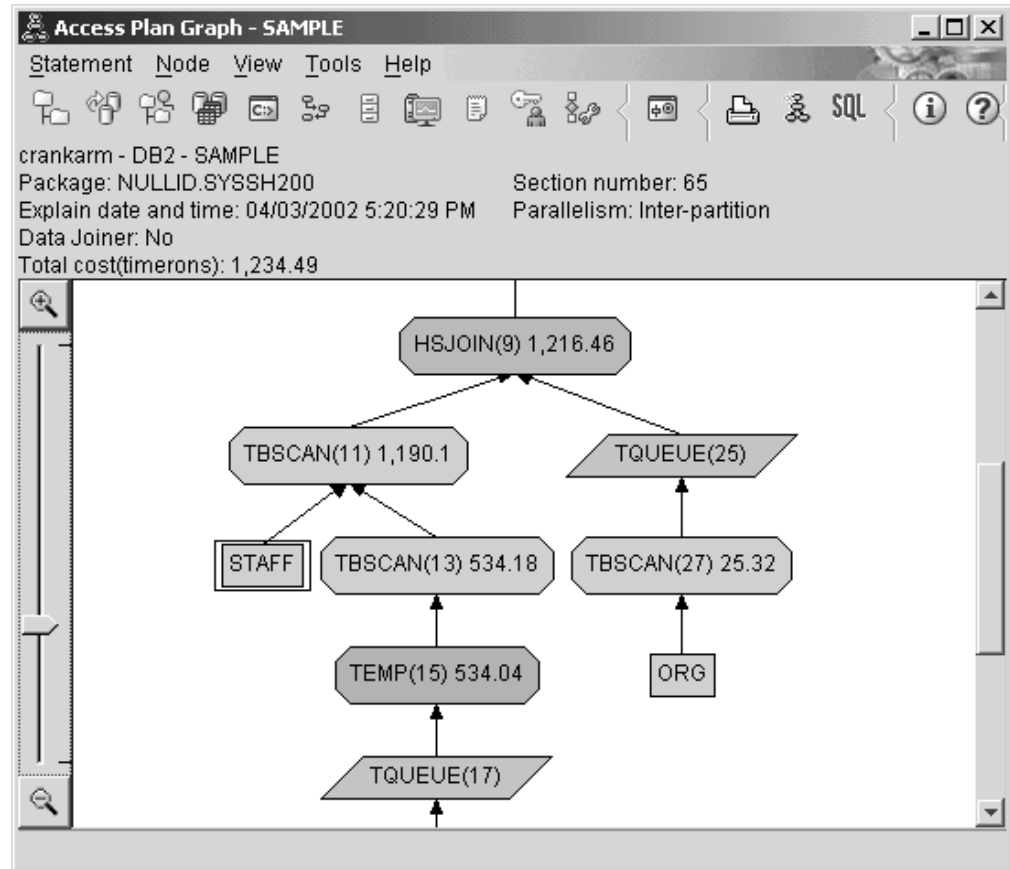 Access Plan Graph - SAMPLE
Statement Node View Tools Help
C:\>
SQL
crankarm - DB2 - SAMPLE
Package: NULLID.SYSSH200 Section number: 65
Explain date and time: 04/03/2002 5:20:29 PM Parallelism: Inter-partition
Data Joiner: No
Total cost(timerons): 1,234.49
HSJOIN(9) 1,216.46
TBSCAN(11) 1,190.1
TQUEUE(25)
STAFF
TBSCAN(13) 534.18
TBSCAN(27) 25.32
TEMP(15) 534.04
ORG
TQUEUE(17)